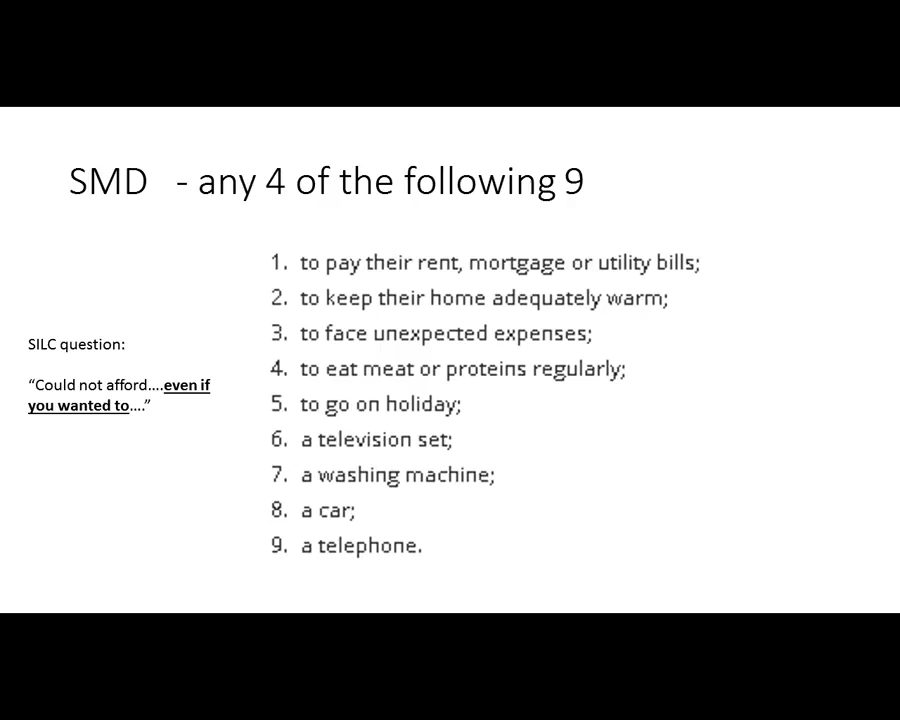 SMD - any 4 of the following 9
SILC question:
“Could not afford....even if
you wanted to....”
1. to pay their rent, mortgage or utility bills;
2. to keep their home adequately warm;
3. to face unexpected expenses;
4. to eat meat or proteins regularly;
5. to go on holiday;
6. a television set;
7. a washing machine;
8. a car;
9. a telephone.